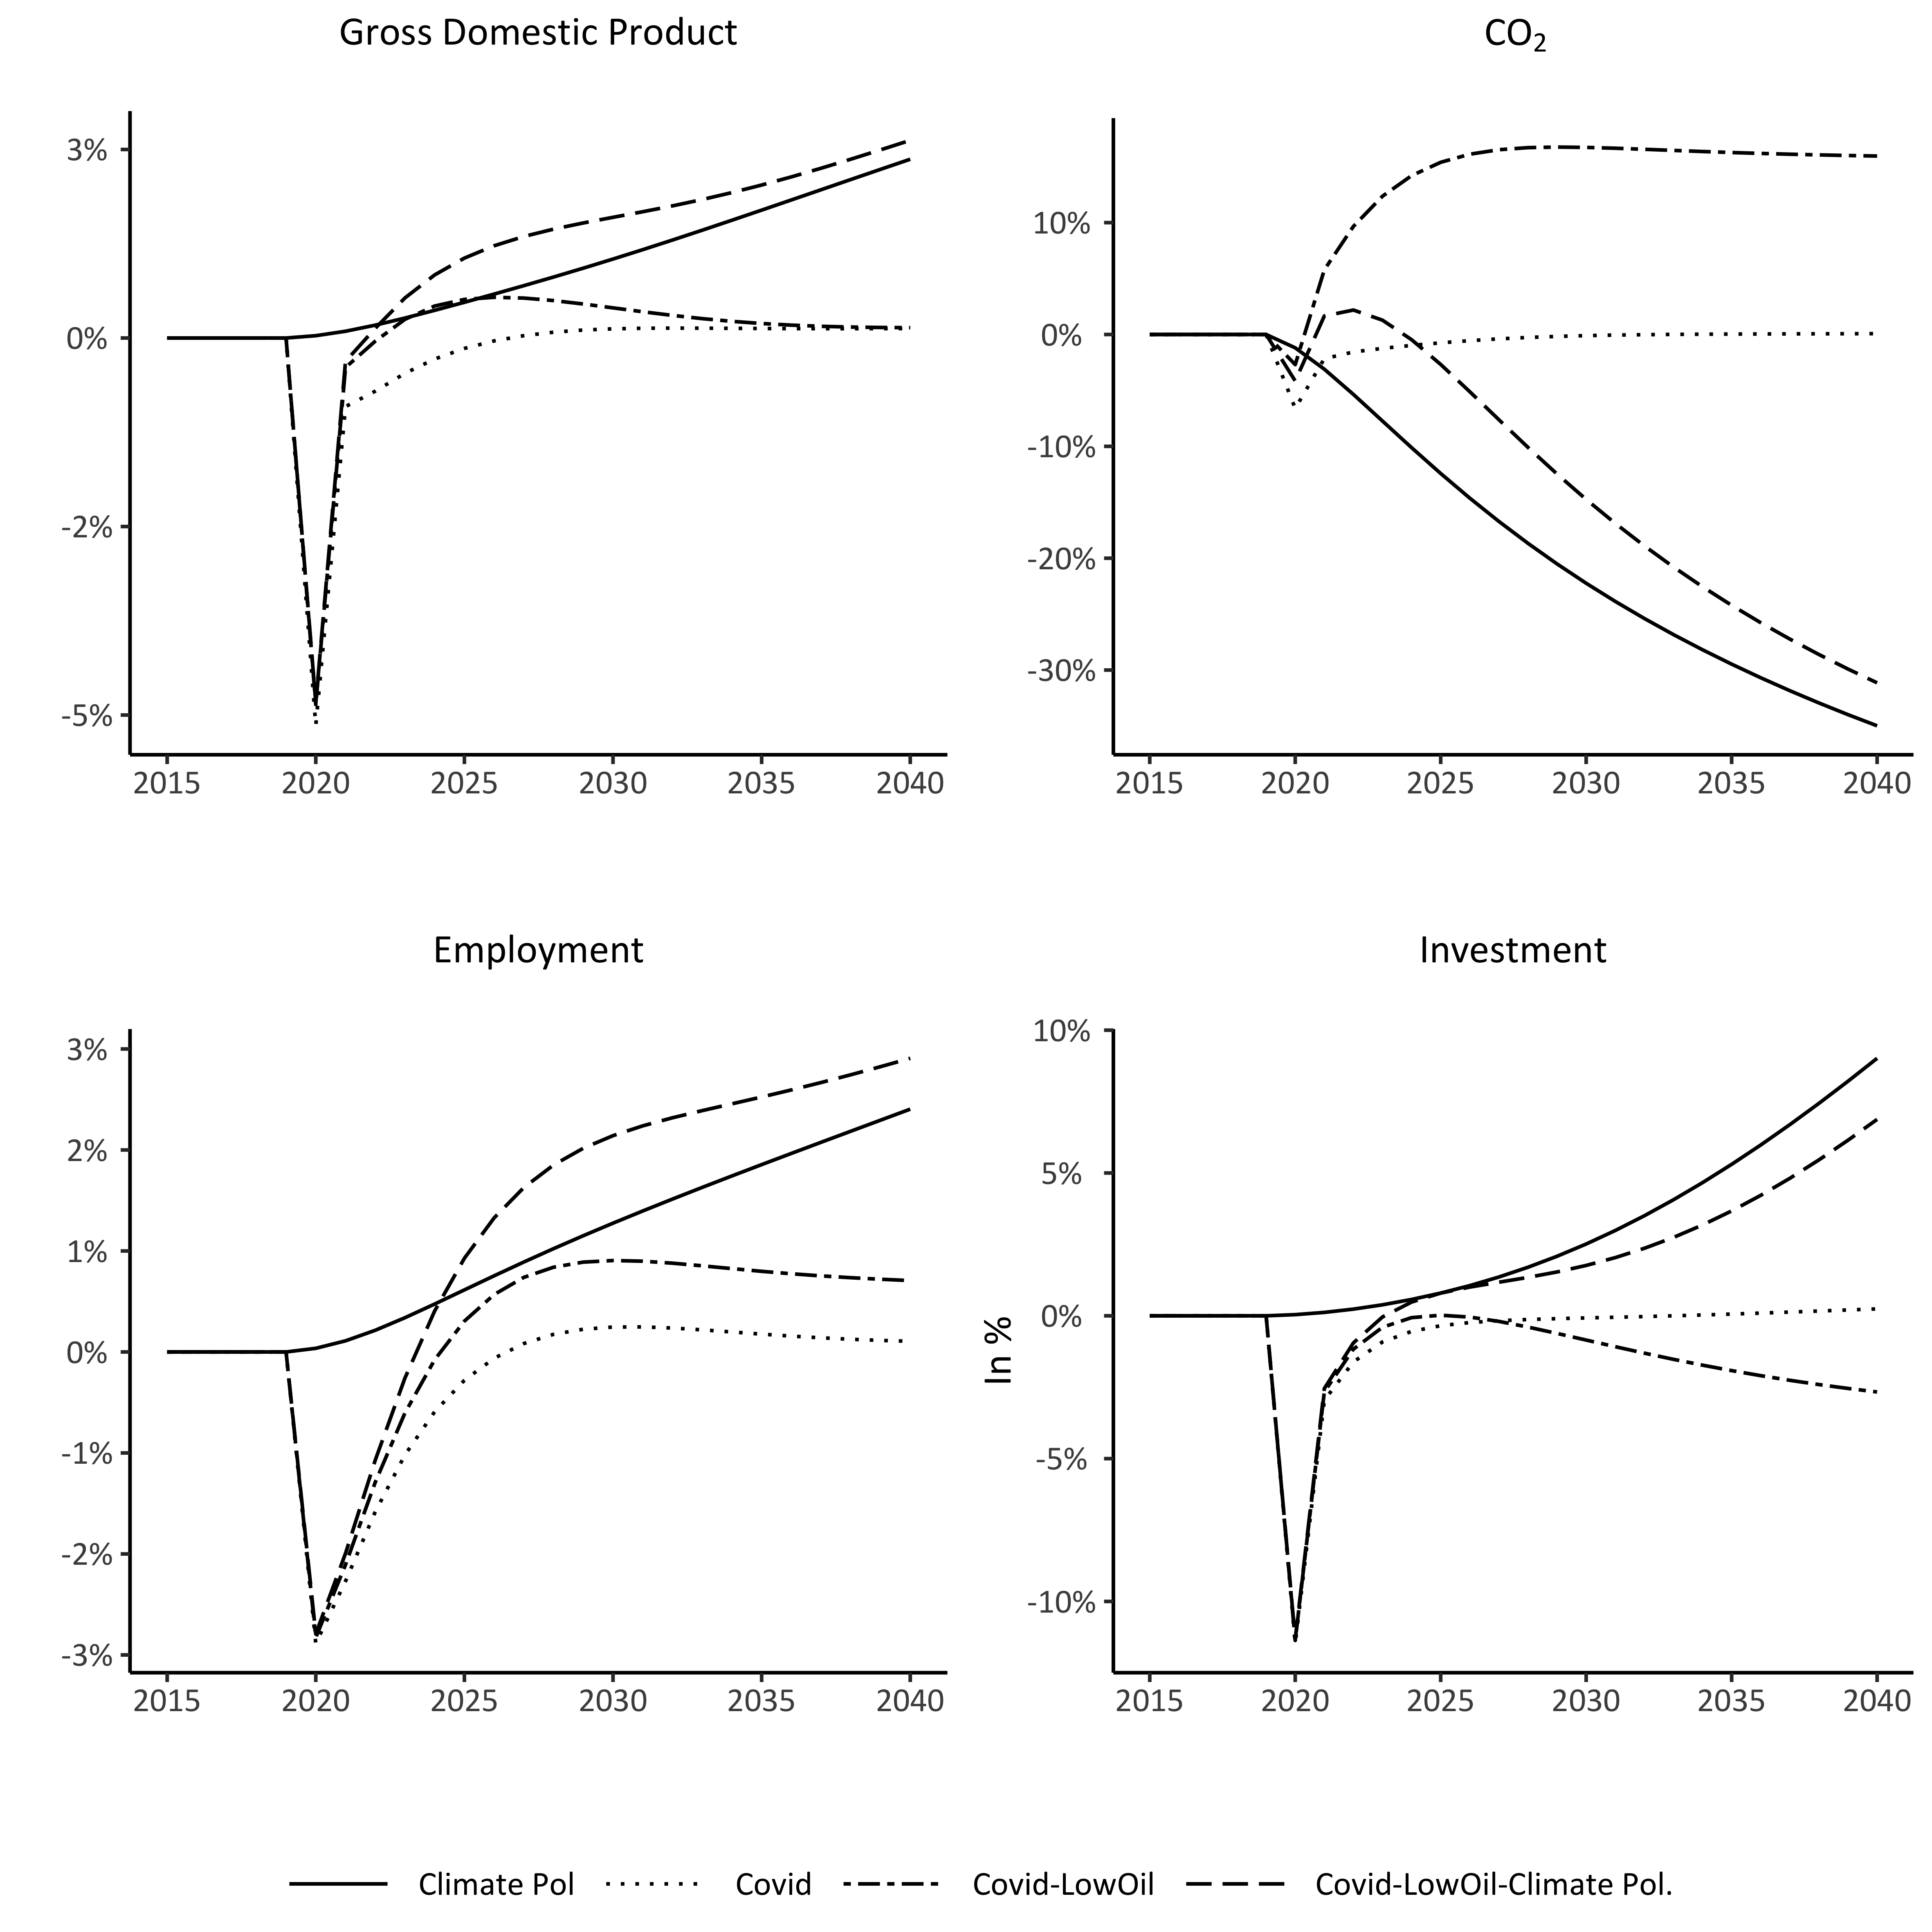 Gross Domestic Product
3%
0%
-2%
-5%
2015 2020 2025 2030 2035 2040
CO₂
10%
0%
-10%
-20%
-30%
2015 2020 2025 2030 2035 2040
Employment
3%
2%
1%
0%
-1%
-2%
-3%
2015 2020 2025 2030 2035 2040
Investment
In %
10%
5%
0%
-5%
-10%
2015 2020 2025 2030 2035 2040
Climate Pol Covid Covid-LowOil Covid-LowOil-Climate Pol.